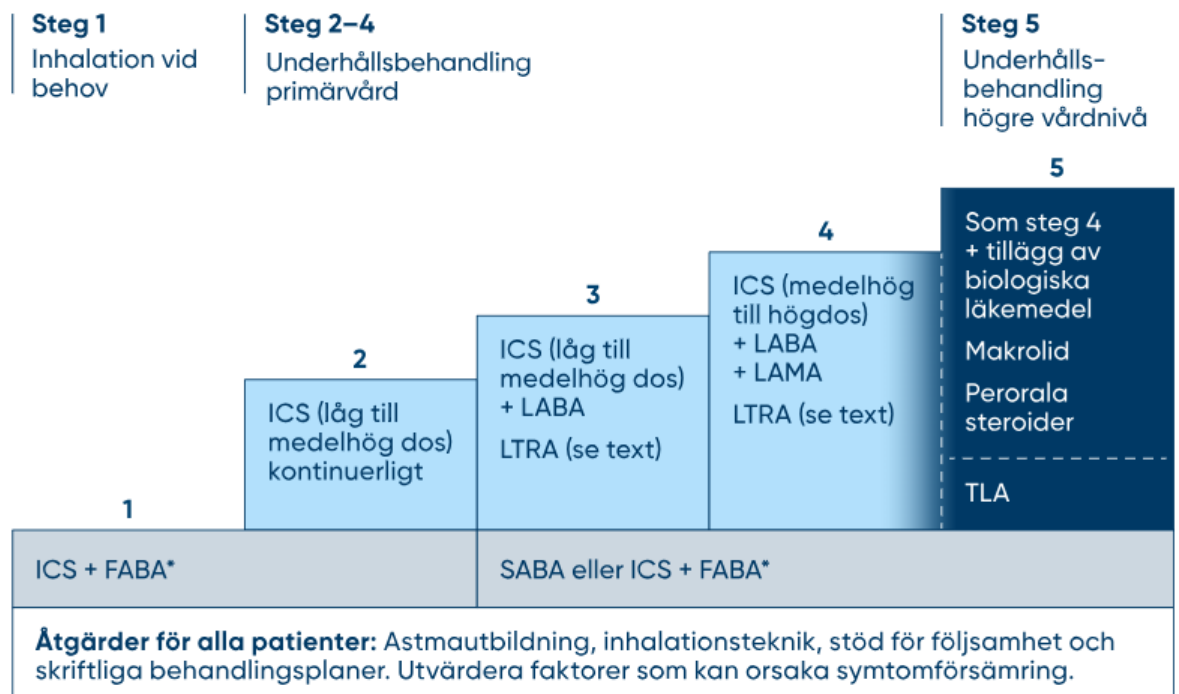 Steg 1
Inhalation vid
behov
Steg 2–4
Underhållsbehandling
primärvård
Steg 5
Underhålls-
behandling
högre vårdnivå
1
ICS + FABA*
2
ICS (låg till
medelhög dos)
kontinuerligt
3
ICS (låg till
medelhög dos)
+ LABA
LTRA (se text)
4
ICS (medelhög
till högdos)
+ LABA
+ LAMA
LTRA (se text)
5
Som steg 4
+ tillägg av
biologiska
läkemedel
Makrolid
Perorala
steroider
TLA
SABA eller ICS + FABA*
Åtgärder för alla patienter: Astmautbildning, inhalationsteknik, stöd för följsamhet och
skriftliga behandlingsplaner. Utvärdera faktorer som kan orsaka symtomförsämring.